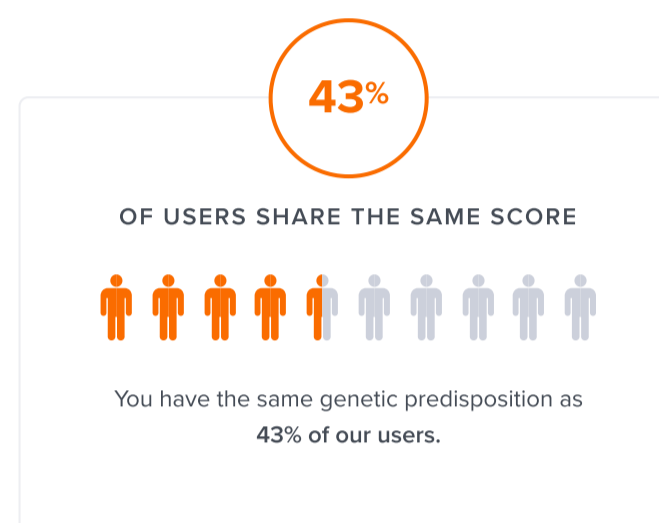 43%
OF USERS SHARE THE SAME SCORE
You have the same genetic predisposition as
43% of our users.